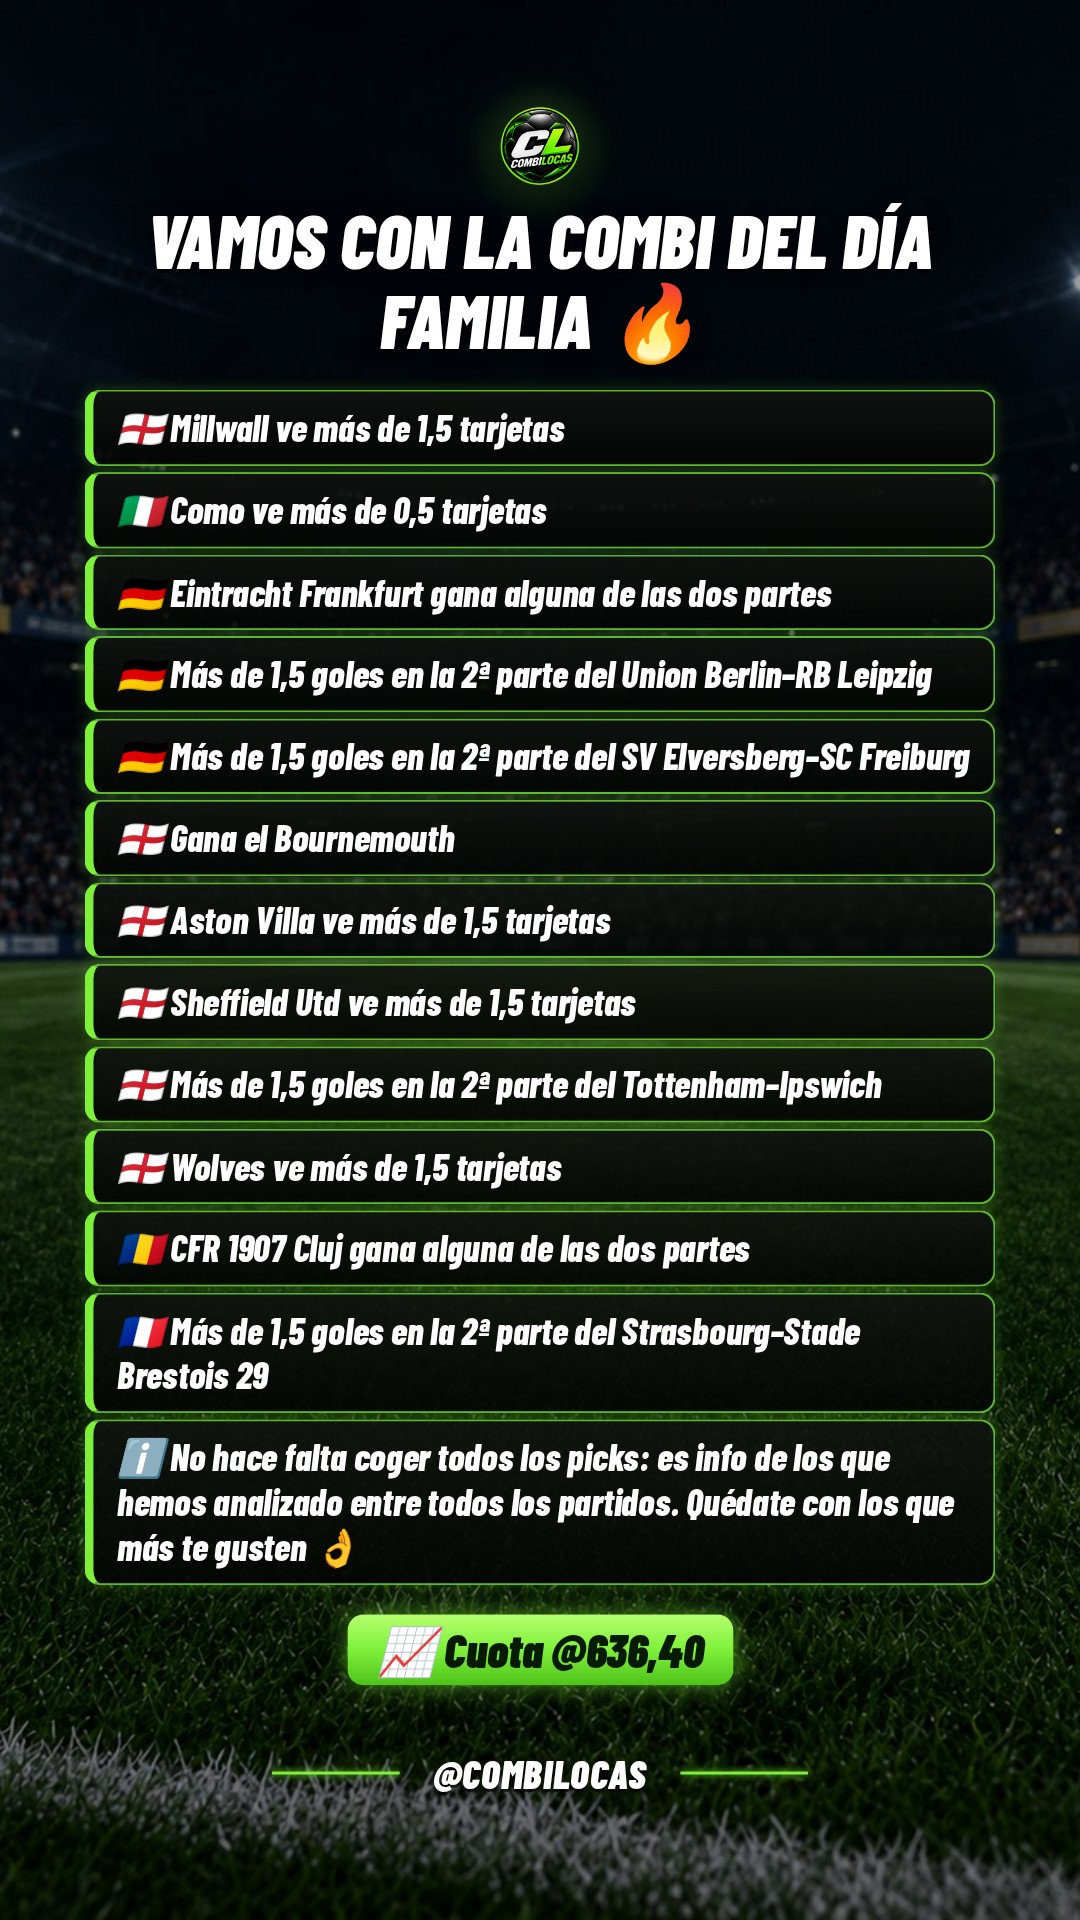 CL
COMBILOCAS
VAMOS CON LA COMBI DEL DÍA
FAMILIA 🔥
🏴󠁧󠁢󠁥󠁮󠁧󠁿Millwall ve más de 1,5 tarjetas
🇮🇹Como ve más de 0,5 tarjetas
🇩🇪Eintracht Frankfurt gana alguna de las dos partes
🇩🇪Más de 1,5 goles en la 2ª parte del Union Berlin–RB Leipzig
🇩🇪Más de 1,5 goles en la 2ª parte del SV Elversberg–SC Freiburg
🏴󠁧󠁢󠁥󠁮󠁧󠁿Gana el Bournemouth
🏴󠁧󠁢󠁥󠁮󠁧󠁿Aston Villa ve más de 1,5 tarjetas
🏴󠁧󠁢󠁥󠁮󠁧󠁿Sheffield Utd ve más de 1,5 tarjetas
🏴󠁧󠁢󠁥󠁮󠁧󠁿Más de 1,5 goles en la 2ª parte del Tottenham–Ipswich
🏴󠁧󠁢󠁥󠁮󠁧󠁿Wolves ve más de 1,5 tarjetas
🇷🇴CFR 1907 Cluj gana alguna de las dos partes
🇫🇷Más de 1,5 goles en la 2ª parte del Strasbourg–Stade
Brestois 29
ℹ️No hace falta coger todos los picks: es info de los que
hemos analizado entre todos los partidos. Quédate con los que
más te gusten 👌
📈Cuota @636,40
@COMBILOCAS